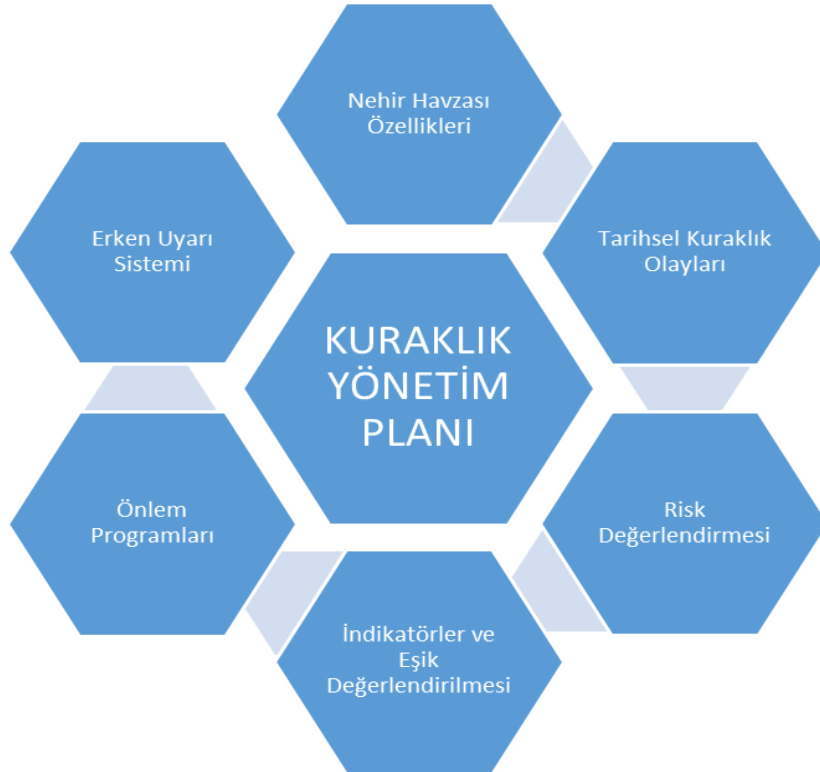 Nehir Havzası
Özellikleri
Tarihsel Kuraklık
Olayları
Risk
Değerlendirmesi
İndikatörler ve
Eşik
Değerlendirilmesi
Önlem
Programları
Erken Uyarı
Sistemi
KURAKLIK
YÖNETİM
PLANI